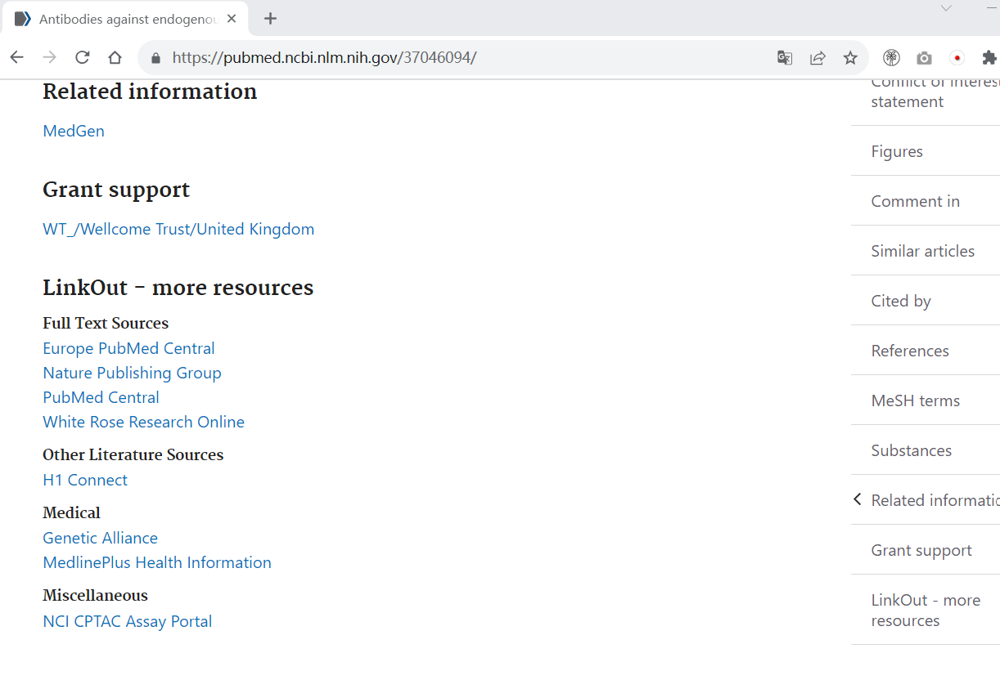 Antibodies against endogenou
https://pubmed.ncbi.nlm.nih.gov/37046094/
Related information
MedGen
Grant support
WT_/Wellcome Trust/United Kingdom
LinkOut - more resources
Full Text Sources
Europe PubMed Central
Nature Publishing Group
PubMed Central
White Rose Research Online
Other Literature Sources
H1 Connect
Medical
Genetic Alliance
MedlinePlus Health Information
Miscellaneous
NCI CPTAC Assay Portal
Conflict of interest
statement
Figures
Comment in
Similar articles
Cited by
References
MeSH terms
Substances
Related informatio
Grant support
LinkOut - more
resources